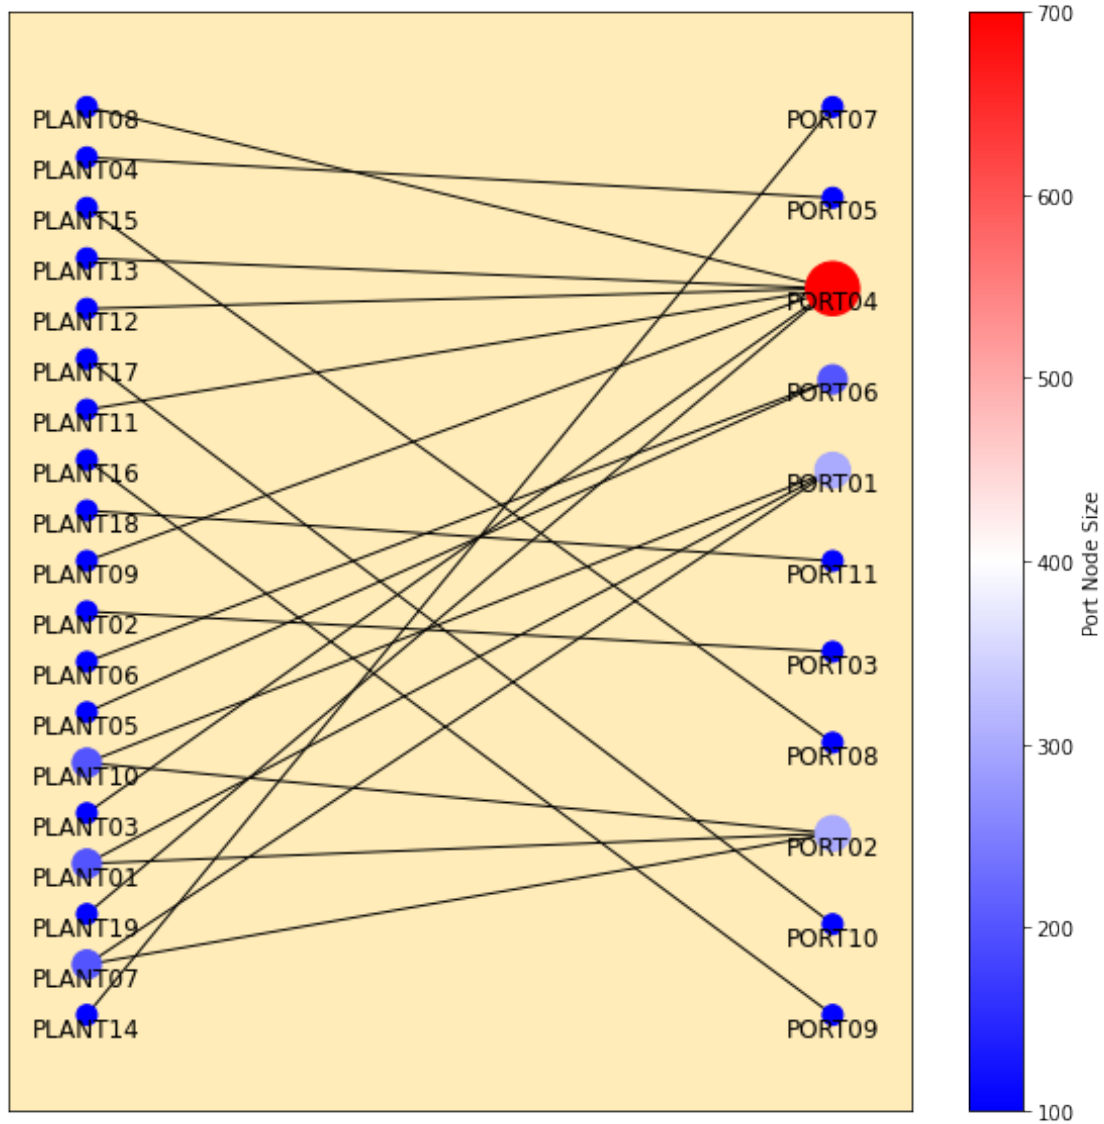 PLANT08
PLANT04
PLANT15
PLANT13
PLANT12
PLANT17
PLANT11
PLANT16
PLANT18
PLANT09
PLANT02
PLANT06
PLANT05
PLANT10
PLANT03
PLANT01
PLANT19
PLANT07
PLANT14
PORT07
PORT05
PORT04
PORT06
PORT01
PORT11
PORT03
PORT08
PORT02
PORT10
PORT09
700
600
500
400
300
200
100
Port Node Size